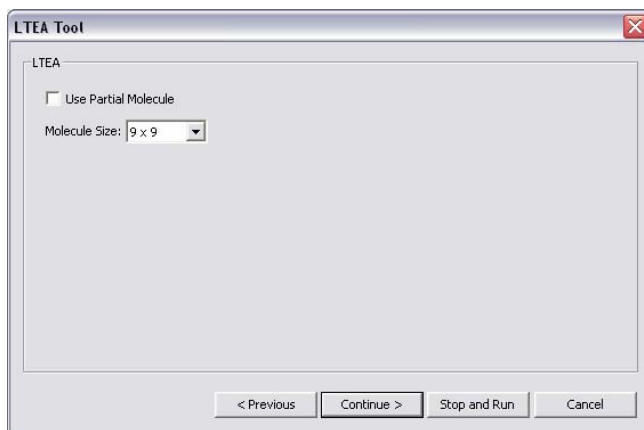 LTEA Tool
LTEA
Use Partial Molecule
Molecule Size: 9 x 9
< Previous Continue > Stop and Run Cancel